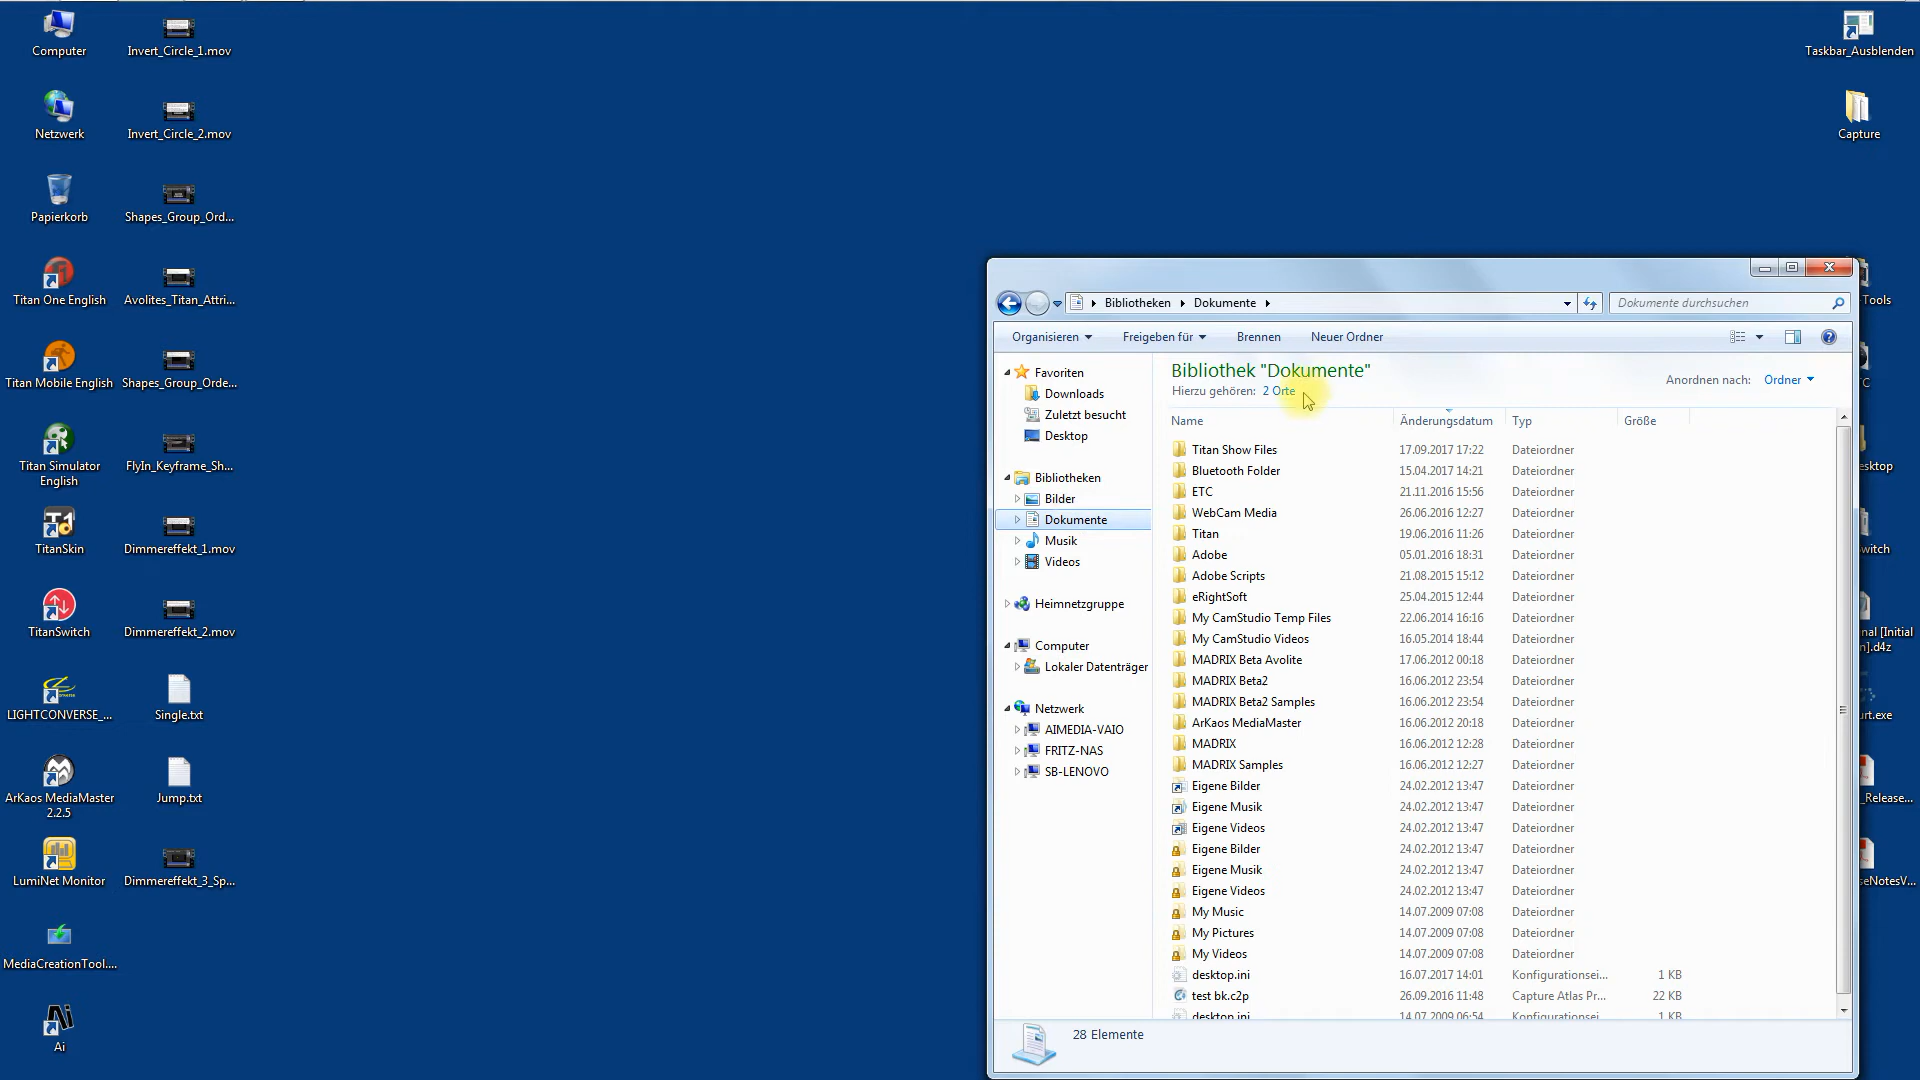 Computer
Netzwerk
Papierkorb
Titan One English
Titan Mobile English
Titan Simulator
English
TitanSkin
TitanSwitch
LIGHTCONVERSE_...
ArKaos MediaMaster
2.2.5
LumiNet Monitor
MediaCreationTool....
Ai
Invert_Circle_1.mov
Invert_Circle_2.mov
Shapes_Group_Ord...
Avolites_Titan_Attri...
Shapes_Group_Orde...
FlyIn_Keyframe_Sh...
Dimmereffekt_1.mov
Dimmereffekt_2.mov
Single.txt
Jump.txt
Dimmereffekt_3_Sp...
Taskbar_Ausblenden
Capture
Bibliotheken Dokumente
Dokumente durchsuchen
Organisieren Freigeben für Brennen Neuer Ordner
Favoriten
Downloads
Zuletzt besucht
Desktop
Bibliotheken
Bilder
Dokumente
Musik
Videos
Heimnetzgruppe
Computer
Lokaler Datenträger
Netzwerk
AIMEDIA-VAIO
FRITZ-NAS
SB-LENOVO
Bibliothek "Dokumente"
Hierzu gehören: 2 Orte
Anordnen nach: Ordner
Name Änderungsdatum Typ Größe
Titan Show Files 17.09.2017 17:22 Dateiordner
Bluetooth Folder 15.04.2017 14:21 Dateiordner
ETC 21.11.2016 15:56 Dateiordner
WebCam Media 26.06.2016 12:27 Dateiordner
Titan 19.06.2016 11:26 Dateiordner
Adobe 05.01.2016 18:31 Dateiordner
Adobe Scripts 21.08.2015 15:12 Dateiordner
eRightSoft 25.04.2015 12:44 Dateiordner
My CamStudio Temp Files 22.06.2014 16:16 Dateiordner
My CamStudio Videos 16.05.2014 18:44 Dateiordner
MADRIX Beta Avolite 17.06.2012 00:18 Dateiordner
MADRIX Beta2 16.06.2012 23:54 Dateiordner
MADRIX Beta2 Samples 16.06.2012 23:54 Dateiordner
ArKaos MediaMaster 16.06.2012 20:18 Dateiordner
MADRIX 16.06.2012 12:28 Dateiordner
MADRIX Samples 16.06.2012 12:27 Dateiordner
Eigene Bilder 24.02.2012 13:47 Dateiordner
Eigene Musik 24.02.2012 13:47 Dateiordner
Eigene Videos 24.02.2012 13:47 Dateiordner
Eigene Bilder 24.02.2012 13:47 Dateiordner
Eigene Musik 24.02.2012 13:47 Dateiordner
Eigene Videos 24.02.2012 13:47 Dateiordner
My Music 14.07.2009 07:08 Dateiordner
My Pictures 14.07.2009 07:08 Dateiordner
My Videos 14.07.2009 07:08 Dateiordner
desktop.ini 16.07.2017 14:01 Konfigurationsei... 1 KB
test bk.c2p 26.09.2016 11:48 Capture Atlas Pr... 22 KB
desktop.ini 14.07.2009 06:54 Konfigurationsei... 1 KB
28 Elemente
Tools
C
sktop
witch
nal [Initial
n].d4z
urt.exe
_Release...
seNotesV...